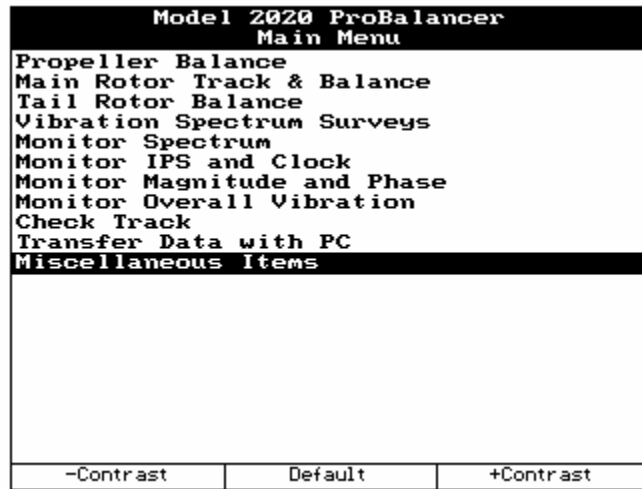 Model 2020 ProBalancer
Main Menu
Propeller Balance
Main Rotor Track & Balance
Tail Rotor Balance
Vibration Spectrum Surveys
Monitor Spectrum
Monitor IPS and Clock
Monitor Magnitude and Phase
Monitor Overall Vibration
Check Track
Transfer Data with PC
Miscellaneous Items
-Contrast Default +Contrast